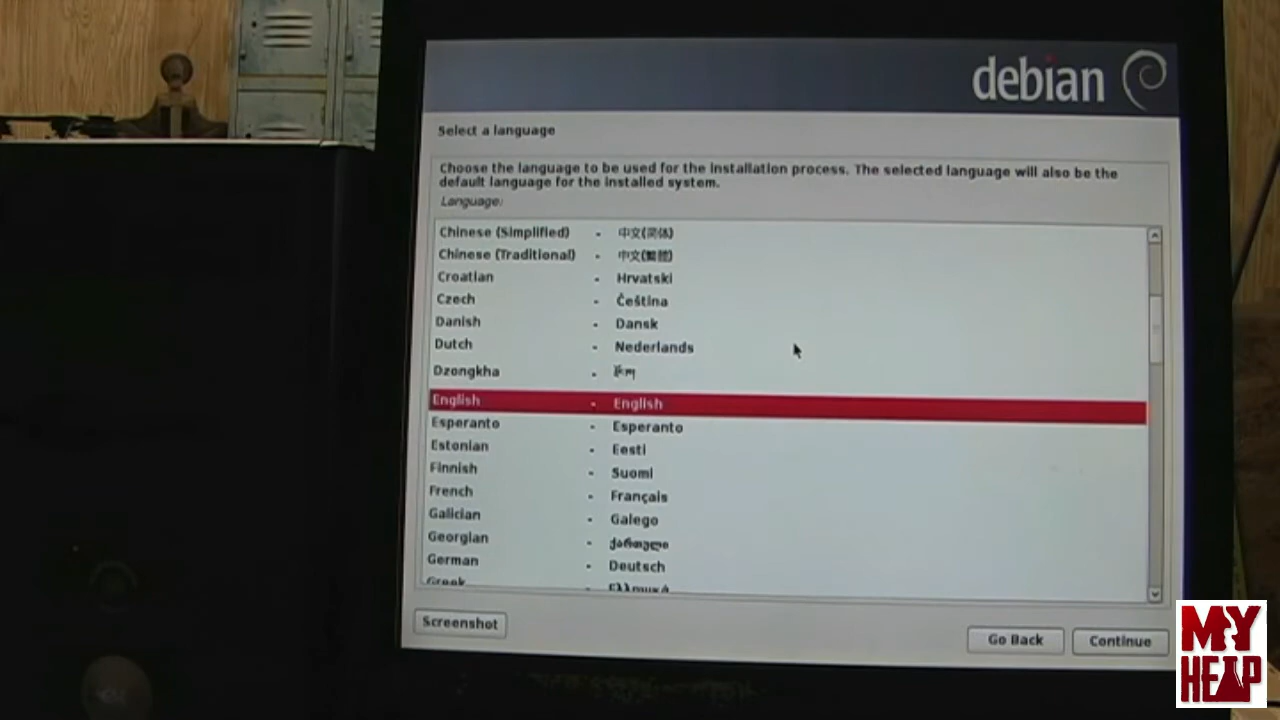 debian
Select a language
Choose the language to be used for the installation process. The selected language will also be the
default language for the installed system.
Language:
Chinese (Simplified) - 中文(简体)
Chinese (Traditional) - 中文(繁體)
Croatian - Hrvatski
Czech - Čeština
Danish - Dansk
Dutch - Nederlands
Dzongkha -
English - English
Esperanto - Esperanto
Estonian - Eesti
Finnish - Suomi
French - Français
Galician - Galego
Georgian - ქართული
German - Deutsch
Greek - Ελληνικά
Screenshot
Go Back
Continue
MY
HEAP